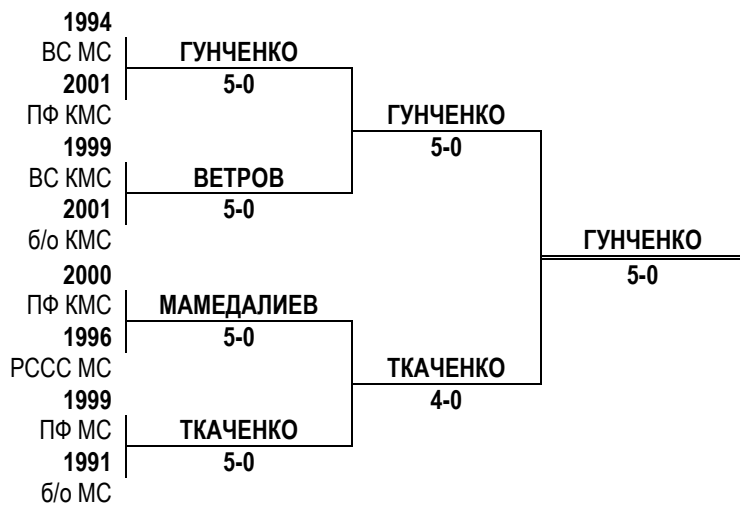 1994
ВС МС
ГУНЧЕНКО
2001
5-0
ПФ КМС
ГУНЧЕНКО
1999
5-0
ВС КМС
ВЕТРОВ
2001
5-0
б/о КМС
ГУНЧЕНКО
2000
5-0
ПФ КМС
МАМЕДАЛИЕВ
1996
5-0
РССС МС
ТКАЧЕНКО
1999
4-0
ПФ МС
ТКАЧЕНКО
1991
5-0
б/о МС